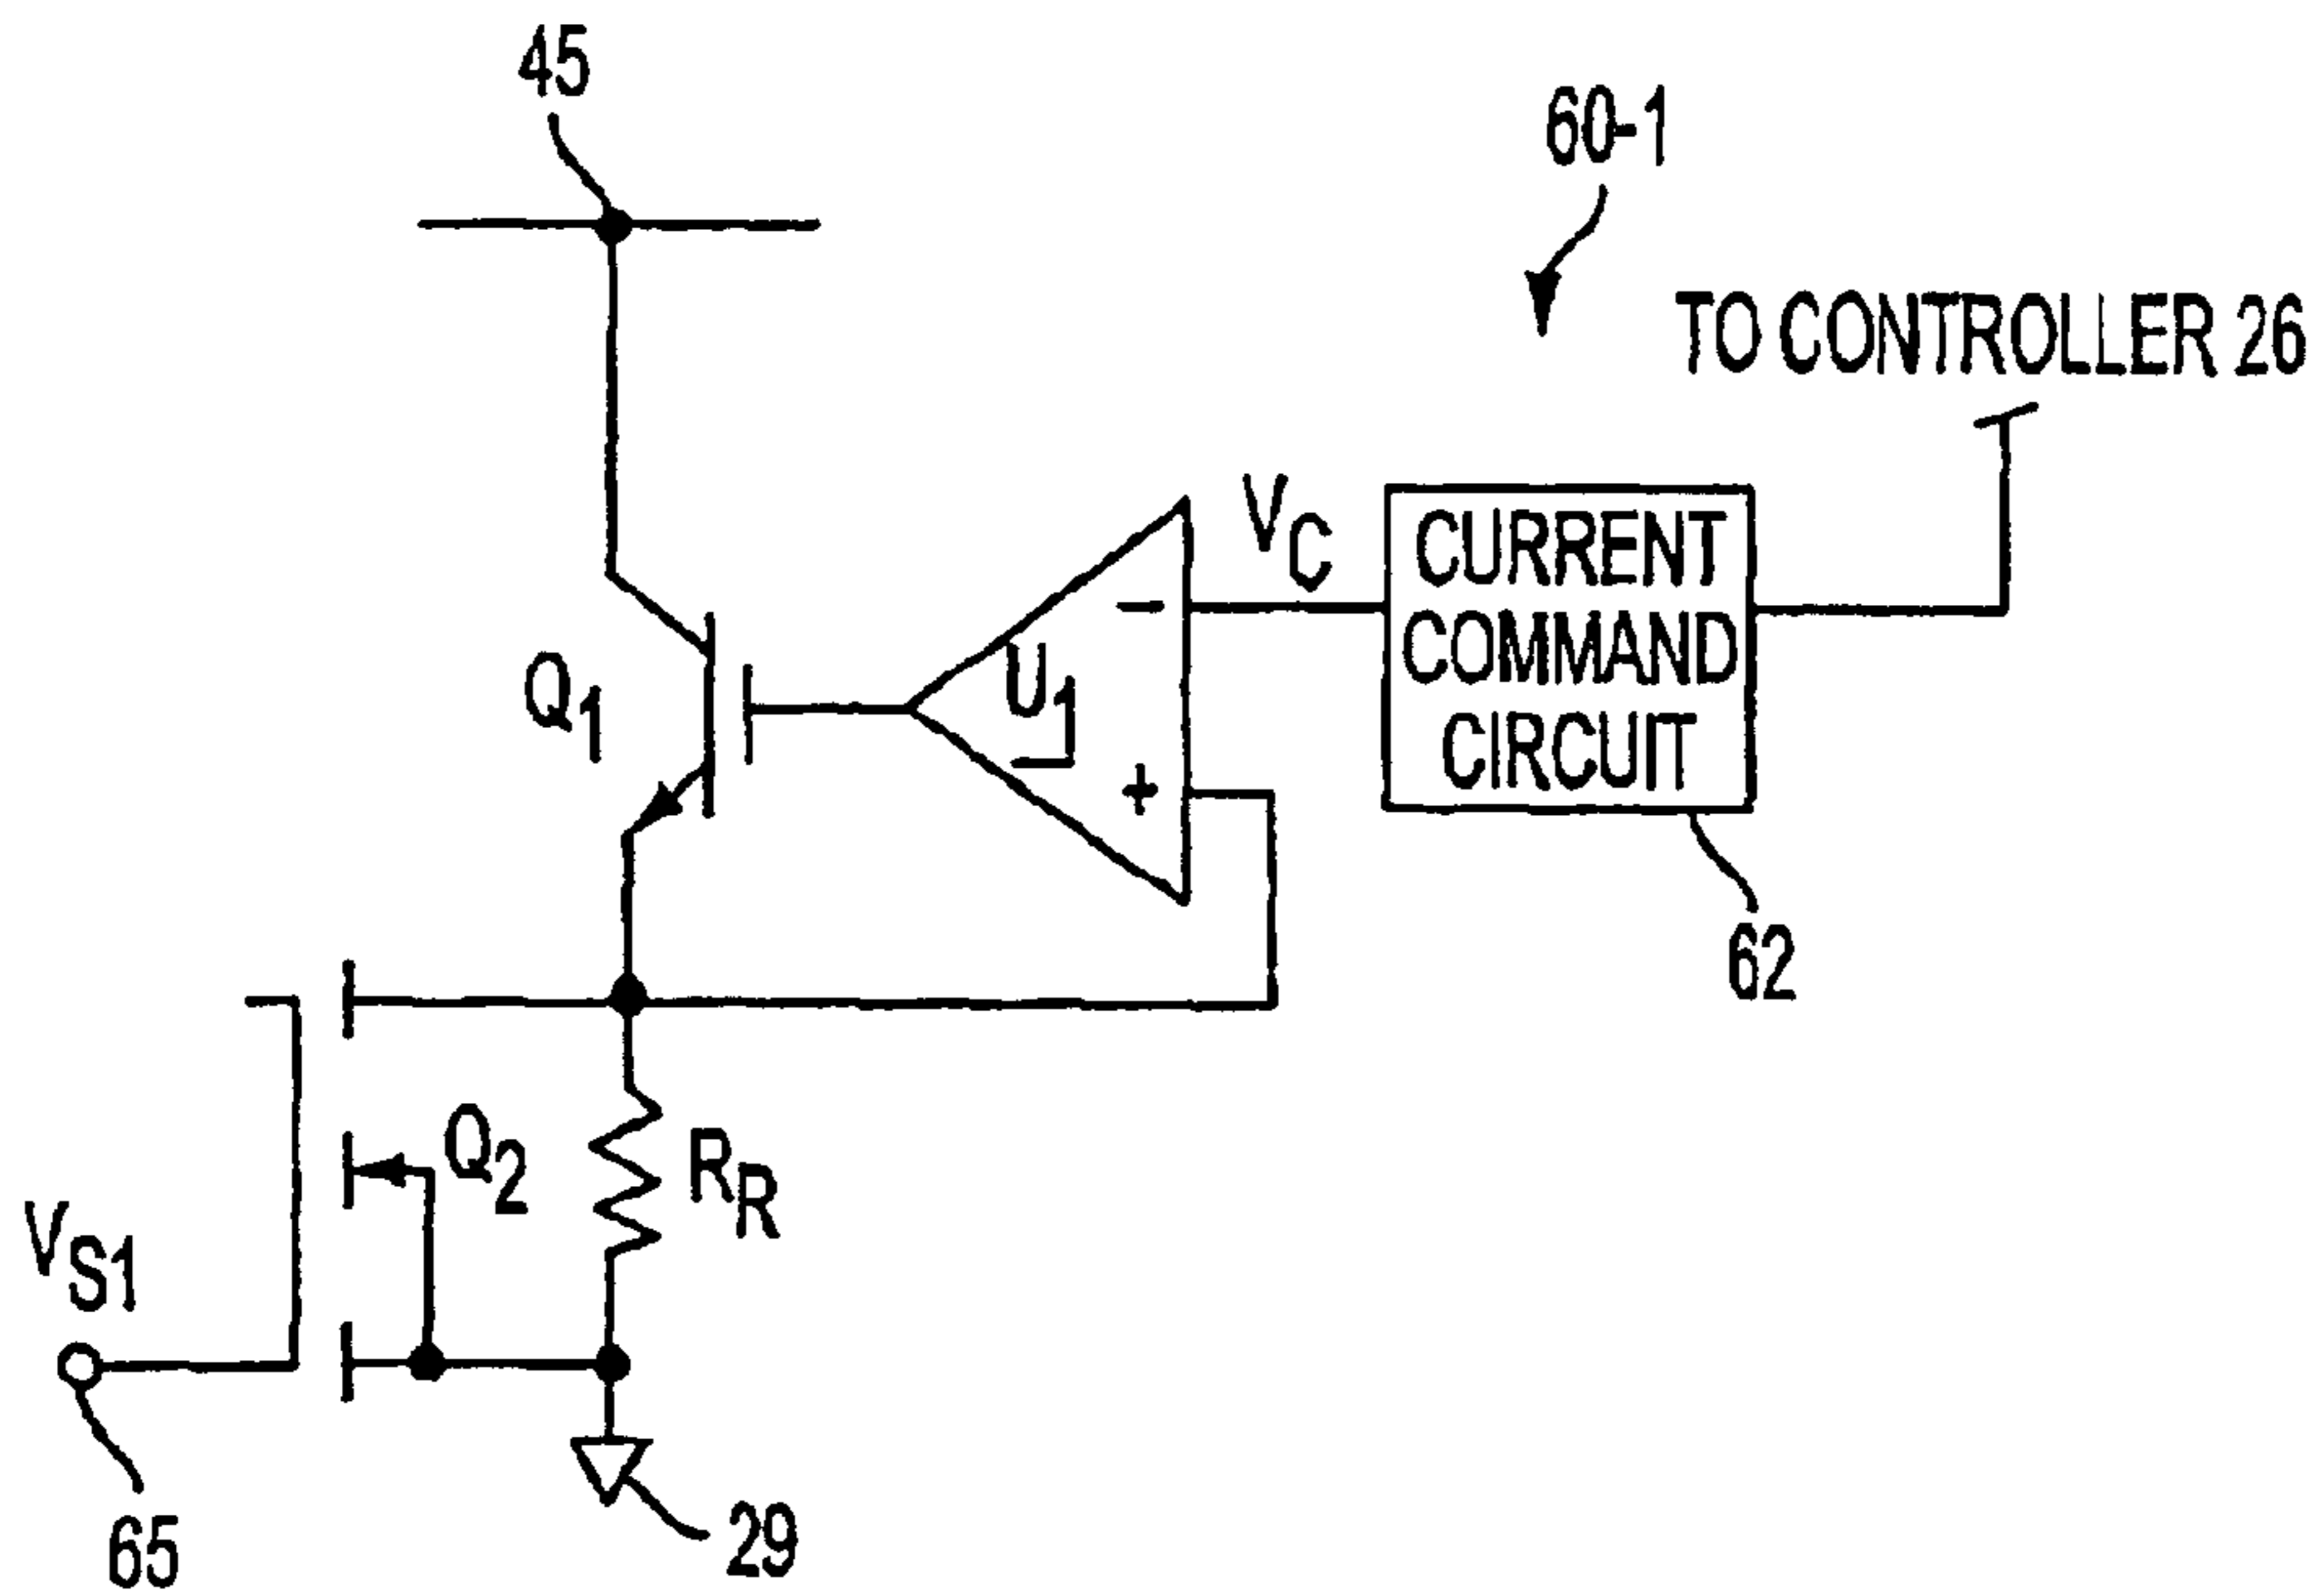 45
60-1
TO CONTROLLER 26
VC
CURRENT
COMMAND
CIRCUIT
Q1
U1
-
+
62
Q2
RR
VS1
29
65